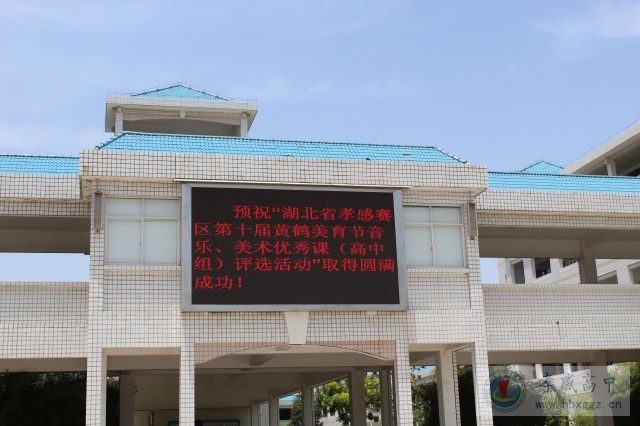 预祝“湖北省孝感赛
区第十届黄鹤美育节音
乐、美术优秀课（高中
组）评选活动”取得圆满
成功！
孝感高中
www.hbxggz.cn